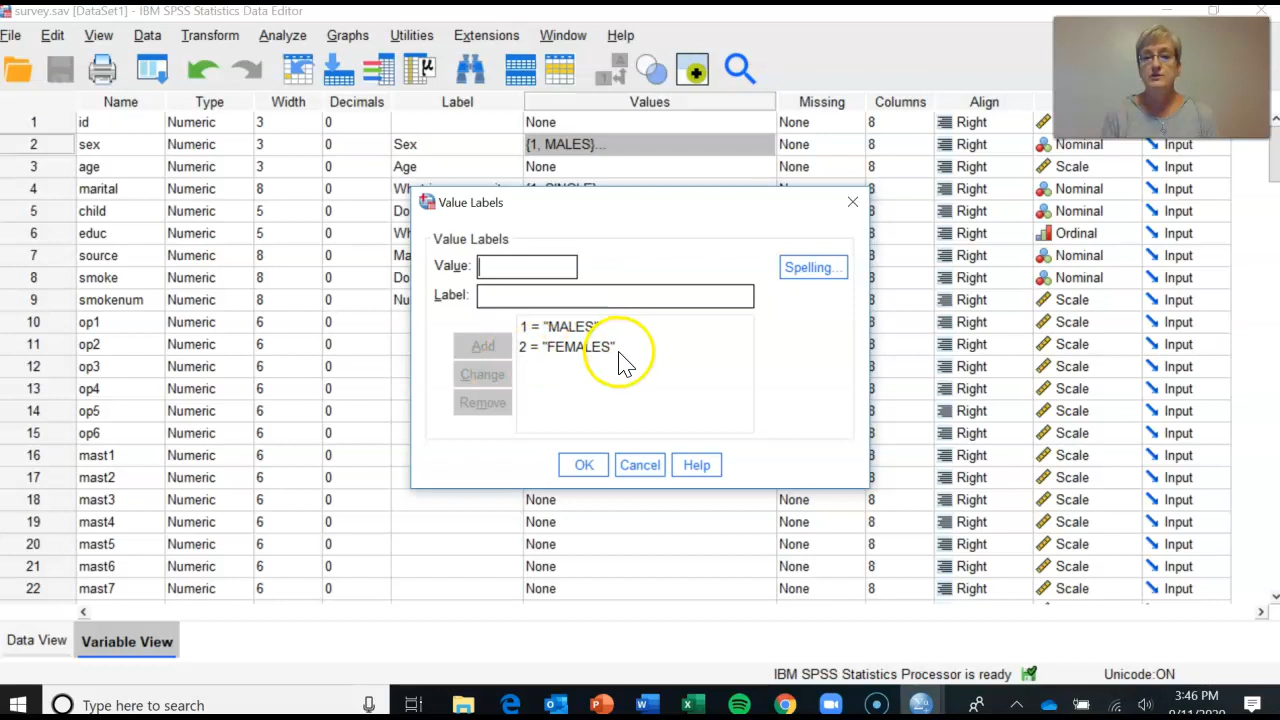 survey.sav [DataSet1] - IBM SPSS Statistics Data Editor
File Edit View Data Transform Analyze Graphs Utilities Extensions Window Help
Name Type Width Decimals Label Values Missing Columns Align
1 id Numeric 3 0 None None 8 Right
2 sex Numeric 3 0 Sex {1, MALES}... None 8 Right Nominal Input
3 age Numeric 3 0 Age None None 8 Right Scale Input
4 marital Numeric 8 0 8 Right Nominal Input
5 child Numeric 5 0 Do 8 Right Nominal Input
6 educ Numeric 5 0 8 Right Ordinal Input
7 source Numeric 8 0 Ma 8 Right Nominal Input
8 smoke Numeric 8 0 Do 8 Right Nominal Input
9 smokenum Numeric 8 0 Nu 8 Right Scale Input
10 op1 Numeric 6 0 8 Right Scale Input
11 op2 Numeric 6 0 8 Right Scale Input
12 op3 Numeric 6 0 8 Right Scale Input
13 op4 Numeric 6 0 8 Right Scale Input
14 op5 Numeric 6 0 8 Right Scale Input
15 op6 Numeric 6 0 8 Right Scale Input
16 mast1 Numeric 6 0 8 Right Scale Input
17 mast2 Numeric 6 0 8 Right Scale Input
18 mast3 Numeric 6 0 None None 8 Right Scale Input
19 mast4 Numeric 6 0 None None 8 Right Scale Input
20 mast5 Numeric 6 0 None None 8 Right Scale Input
21 mast6 Numeric 6 0 None None 8 Right Scale Input
22 mast7 Numeric 6 0 None None 8 Right Scale Input
Value Labels
Value Labels
Value:
Spelling...
Label:
1 = "MALES"
2 = "FEMALES"
Add
Change
Remove
OK Cancel Help
Data View Variable View
IBM SPSS Statistics Processor is ready Unicode:ON
Type here to search
3:46 PM